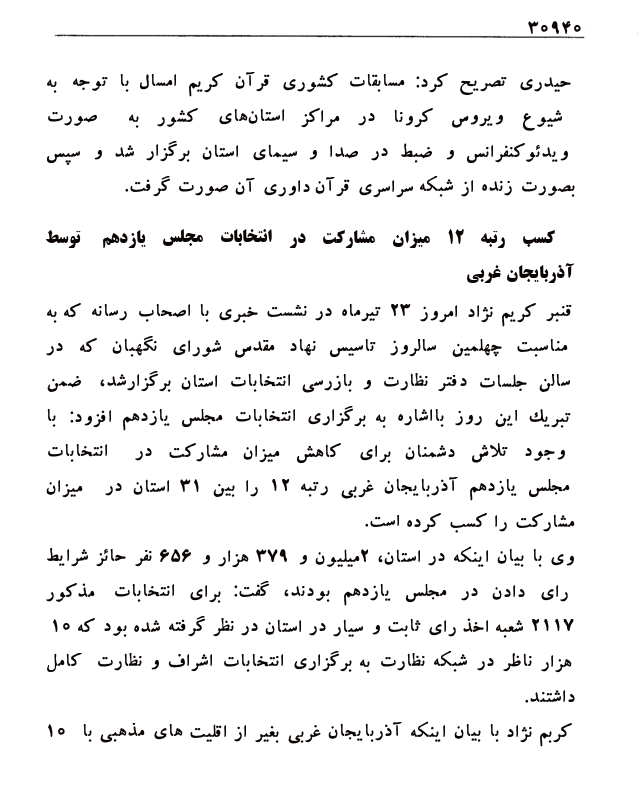 ۳۰۹۴۰
حیدری تصریح کرد: مسابقات کشوری قرآن کریم امسال با توجه به
شیوع ویروس کرونا در مراکز استان‌های کشور به صورت
ویدئوکنفرانس و ضبط در صدا و سیمای استان برگزار شد و سپس
بصورت زنده از شبکه سراسری قرآن داوری آن صورت گرفت.
کسب رتبه ۱۲ میزان مشارکت در انتخابات مجلس یازدهم توسط
آذربایجان غربی
قنبر کریم نژاد امروز ۲۳ تیرماه در نشست خبری با اصحاب رسانه که به
مناسبت چهلمین سالروز تاسیس نهاد مقدس شورای نگهبان که در
سالن جلسات دفتر نظارت و بازرسی انتخابات استان برگزارشد، ضمن
تبریك این روز بااشاره به برگزاری انتخابات مجلس یازدهم افزود: با
وجود تلاش دشمنان برای کاهش میزان مشارکت در انتخابات
مجلس یازدهم آذربایجان غربی رتبه ۱۲ را بین ۳۱ استان در میزان
مشارکت را کسب کرده است.
وی با بیان اینکه در استان، ۲میلیون و ۳۷۹ هزار و ۶۵۶ نفر حائز شرایط
رای دادن در مجلس یازدهم بودند، گفت: برای انتخابات مذکور
۲۱۱۷ شعبه اخذ رای ثابت و سیار در استان در نظر گرفته شده بود که ۱۰
هزار ناظر در شبکه نظارت به برگزاری انتخابات اشراف و نظارت کامل
داشتند.
کریم نژاد با بیان اینکه آذربایجان غربی بغیر از اقلیت های مذهبی با ۱۰